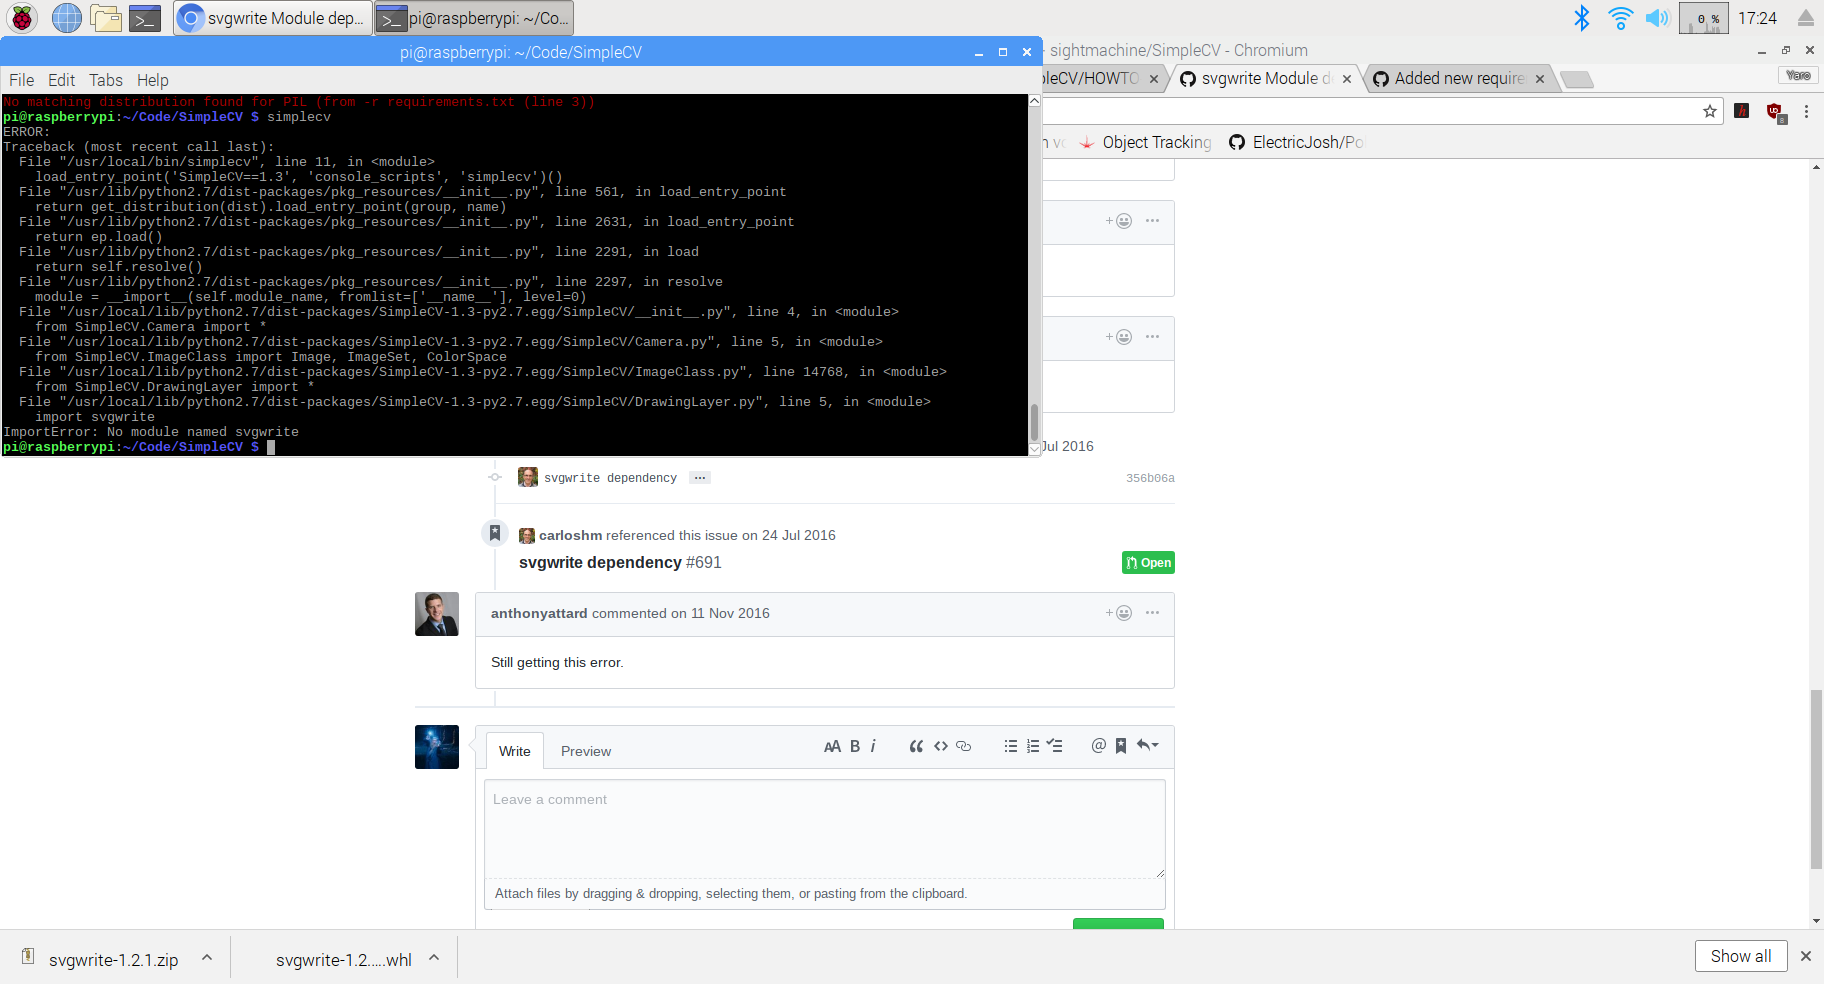 svgwrite Module dep...
pi@raspberrypi: ~/Co...
0 %
17:24
pi@raspberrypi: ~/Code/SimpleCV
- sightmachine/SimpleCV - Chromium
File Edit Tabs Help
No matching distribution found for PIL (from -r requirements.txt (line 3))
pi@raspberrypi:~/Code/SimpleCV $ simplecv
ERROR:
Traceback (most recent call last):
File "/usr/local/bin/simplecv", line 11, in <module>
load_entry_point('SimpleCV==1.3', 'console_scripts', 'simplecv')()
File "/usr/lib/python2.7/dist-packages/pkg_resources/__init__.py", line 561, in load_entry_point
return get_distribution(dist).load_entry_point(group, name)
File "/usr/lib/python2.7/dist-packages/pkg_resources/__init__.py", line 2631, in load_entry_point
return ep.load()
File "/usr/lib/python2.7/dist-packages/pkg_resources/__init__.py", line 2291, in load
return self.resolve()
File "/usr/lib/python2.7/dist-packages/pkg_resources/__init__.py", line 2297, in resolve
module = __import__(self.module_name, fromlist=['__name__'], level=0)
File "/usr/local/lib/python2.7/dist-packages/SimpleCV-1.3-py2.7.egg/SimpleCV/__init__.py", line 4, in <module>
from SimpleCV.Camera import *
File "/usr/local/lib/python2.7/dist-packages/SimpleCV-1.3-py2.7.egg/SimpleCV/Camera.py", line 5, in <module>
from SimpleCV.ImageClass import Image, ImageSet, ColorSpace
File "/usr/local/lib/python2.7/dist-packages/SimpleCV-1.3-py2.7.egg/SimpleCV/ImageClass.py", line 14768, in <module>
from SimpleCV.DrawingLayer import *
File "/usr/local/lib/python2.7/dist-packages/SimpleCV-1.3-py2.7.egg/SimpleCV/DrawingLayer.py", line 5, in <module>
import svgwrite
ImportError: No module named svgwrite
pi@raspberrypi:~/Code/SimpleCV $
pleCV/HOWTO
svgwrite Module de
Added new require
Yaro
8
Object Tracking
ElectricJosh/Po
Jul 2016
svgwrite dependency
356b06a
carloshm referenced this issue on 24 Jul 2016
svgwrite dependency #691
Open
anthonyattard commented on 11 Nov 2016
Still getting this error.
Write
Preview
AA B i
@
Leave a comment
Attach files by dragging & dropping, selecting them, or pasting from the clipboard.
svgwrite-1.2.1.zip
svgwrite-1.2.....whl
Show all